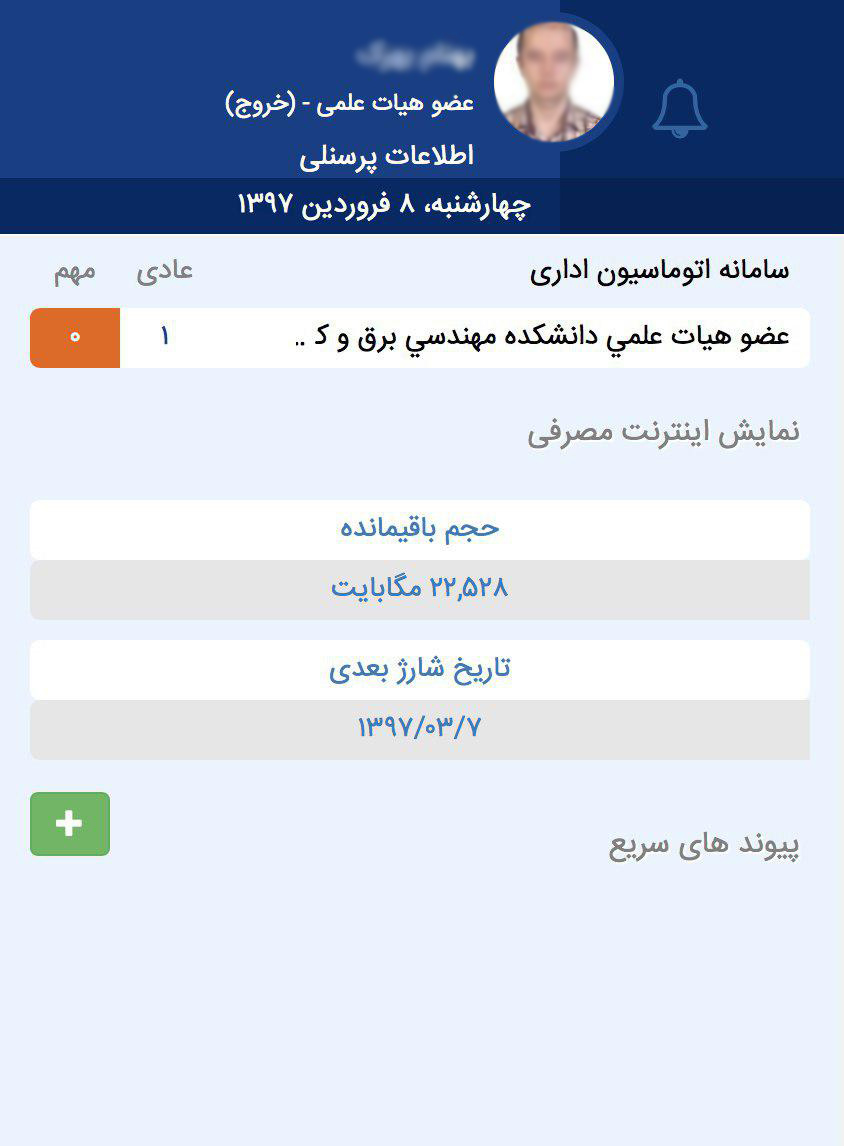 عضو هیات علمی - (خروج)
اطلاعات پرسنلی
چهارشنبه، ۸ فروردین ۱۳۹۷
سامانه اتوماسیون اداری عادی مهم
عضو هيات علمي دانشكده مهندسي برق و ک .. ۱ ۰
نمایش اینترنت مصرفی
حجم باقیمانده
۲۲,۵۲۸ مگابایت
تاریخ شارژ بعدی
۱۳۹۷/۰۳/۷
پیوند های سریع